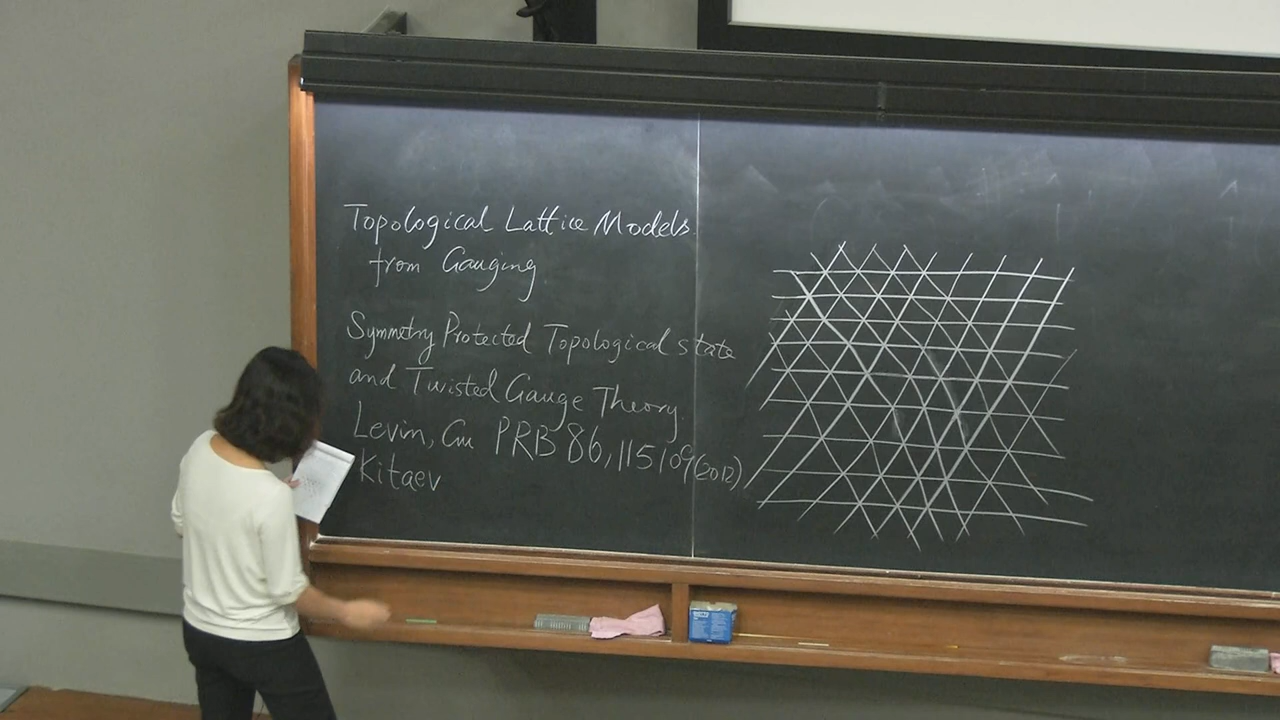 Topological Lattice Models
from Gauging
Symmetry Protected Topological state
and Twisted Gauge Theory.
Levin, Gu PRB 86, 115109 (2012)
Kitaev